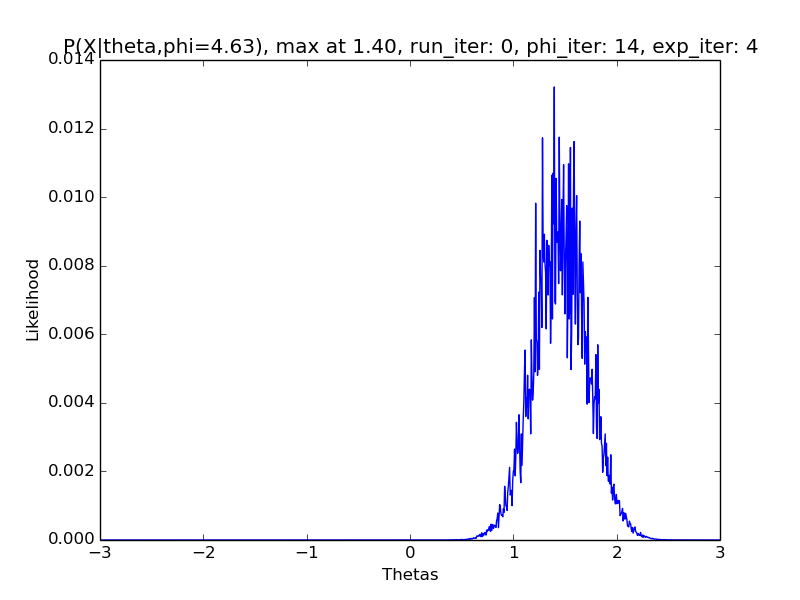 P(X|theta,phi=4.63), max at 1.40, run_iter: 0, phi_iter: 14, exp_iter: 4
0.014
0.012
0.010
0.008
0.006
0.004
0.002
0.000
Likelihood
−3 −2 −1 0 1 2 3
Thetas